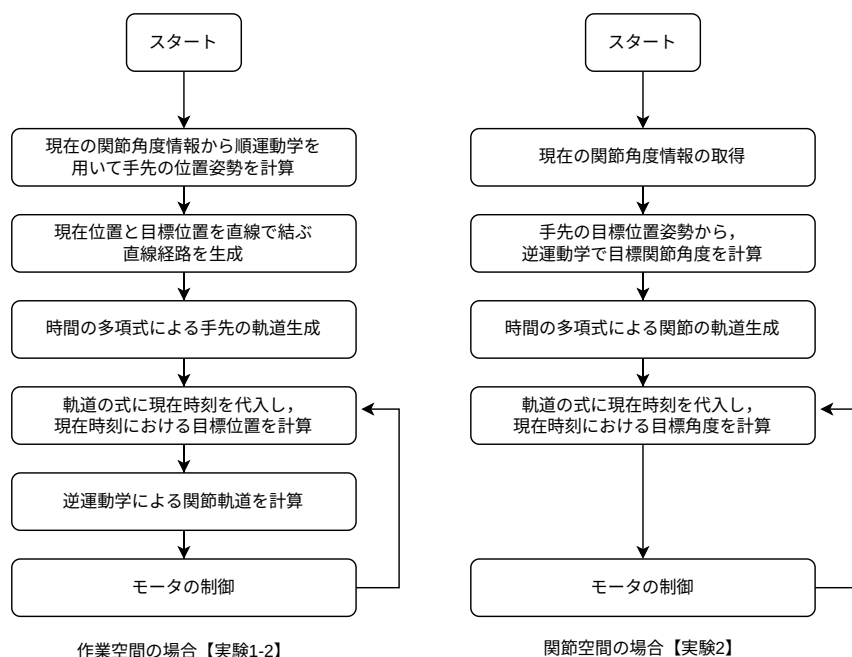 スタート
現在の関節角度情報から順運動学を
用いて手先の位置姿勢を計算
現在位置と目標位置を直線で結ぶ
直線経路を生成
時間の多項式による手先の軌道生成
軌道の式に現在時刻を代入し，
現在時刻における目標位置を計算
逆運動学による関節軌道を計算
モータの制御
作業空間の場合【実験1-2】
スタート
現在の関節角度情報の取得
手先の目標位置姿勢から，
逆運動学で目標関節角度を計算
時間の多項式による関節の軌道生成
軌道の式に現在時刻を代入し，
現在時刻における目標角度を計算
モータの制御
関節空間の場合【実験2】